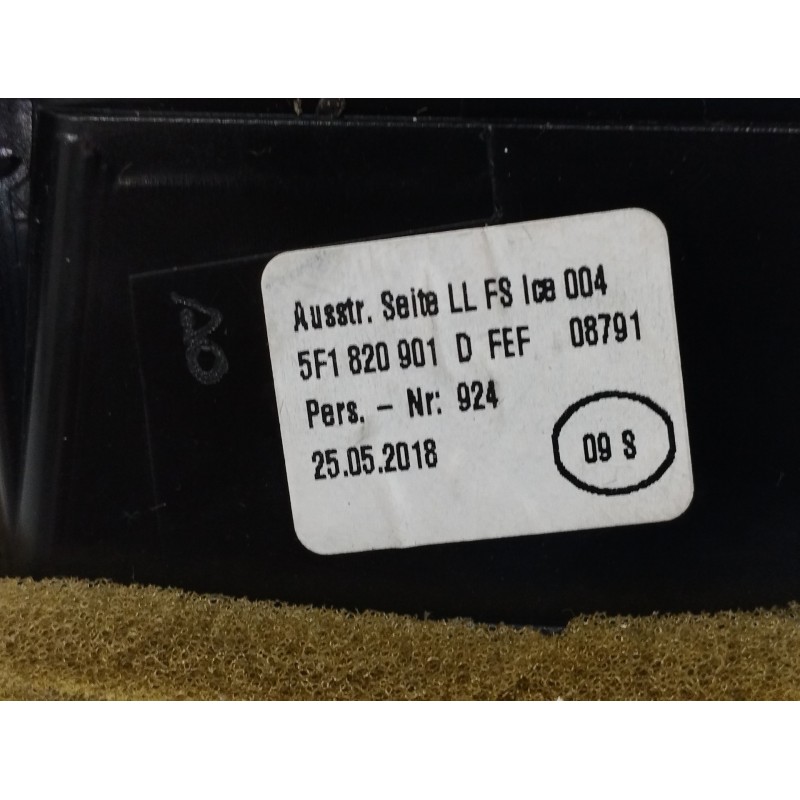 Ausstr. Seite LL FS Ice 004
5F1 820 901 D FEF 08791
Pers. - Nr: 924
25.05.2018
09 S